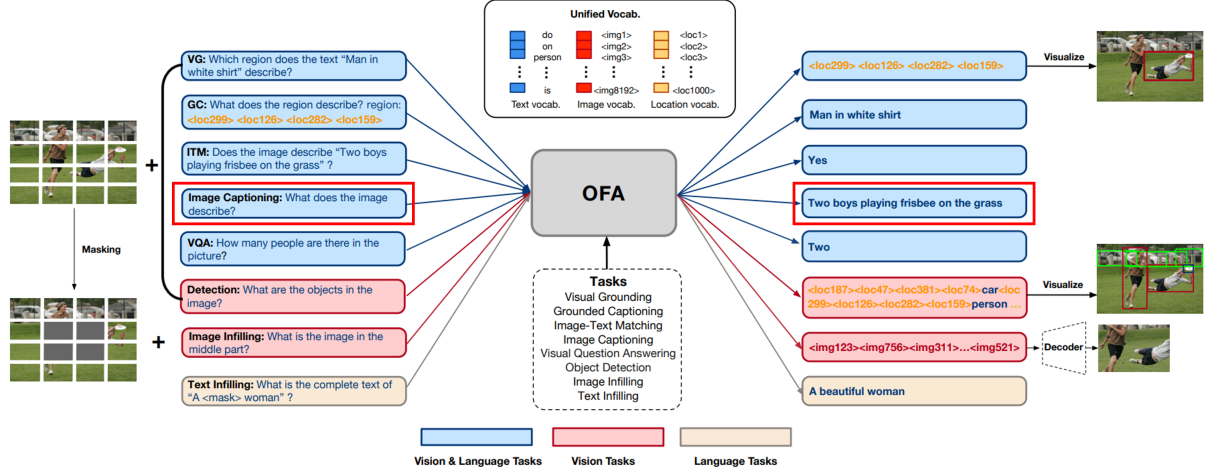 Unified Vocab.
do
on
person
is
Text vocab.
<img1>
<img2>
<img3>
<img8192>
Image vocab.
<loc1>
<loc2>
<loc3>
<loc1000>
Location vocab.
VG: Which region does the text “Man in
white shirt” describe?
GC: What does the region describe? region:
<loc299> <loc126> <loc282> <loc159>
ITM: Does the image describe “Two boys
playing frisbee on the grass” ?
Image Captioning: What does the image
describe?
VQA: How many people are there in the
picture?
Detection: What are the objects in the
image?
Image Infilling: What is the image in the
middle part?
Text Infilling: What is the complete text of
“A <mask> woman” ?
+
Masking
+
OFA
Tasks
Visual Grounding
Grounded Captioning
Image-Text Matching
Image Captioning
Visual Question Answering
Object Detection
Image Infilling
Text Infilling
<loc299> <loc126> <loc282> <loc159>
Visualize
Man in white shirt
Yes
Two boys playing frisbee on the grass
Two
<loc187><loc47><loc381><loc74>car<loc
299><loc126><loc282><loc159>person ...
Visualize
<img123><img756><img311>...<img521>
Decoder
A beautiful woman
Vision & Language Tasks
Vision Tasks
Language Tasks